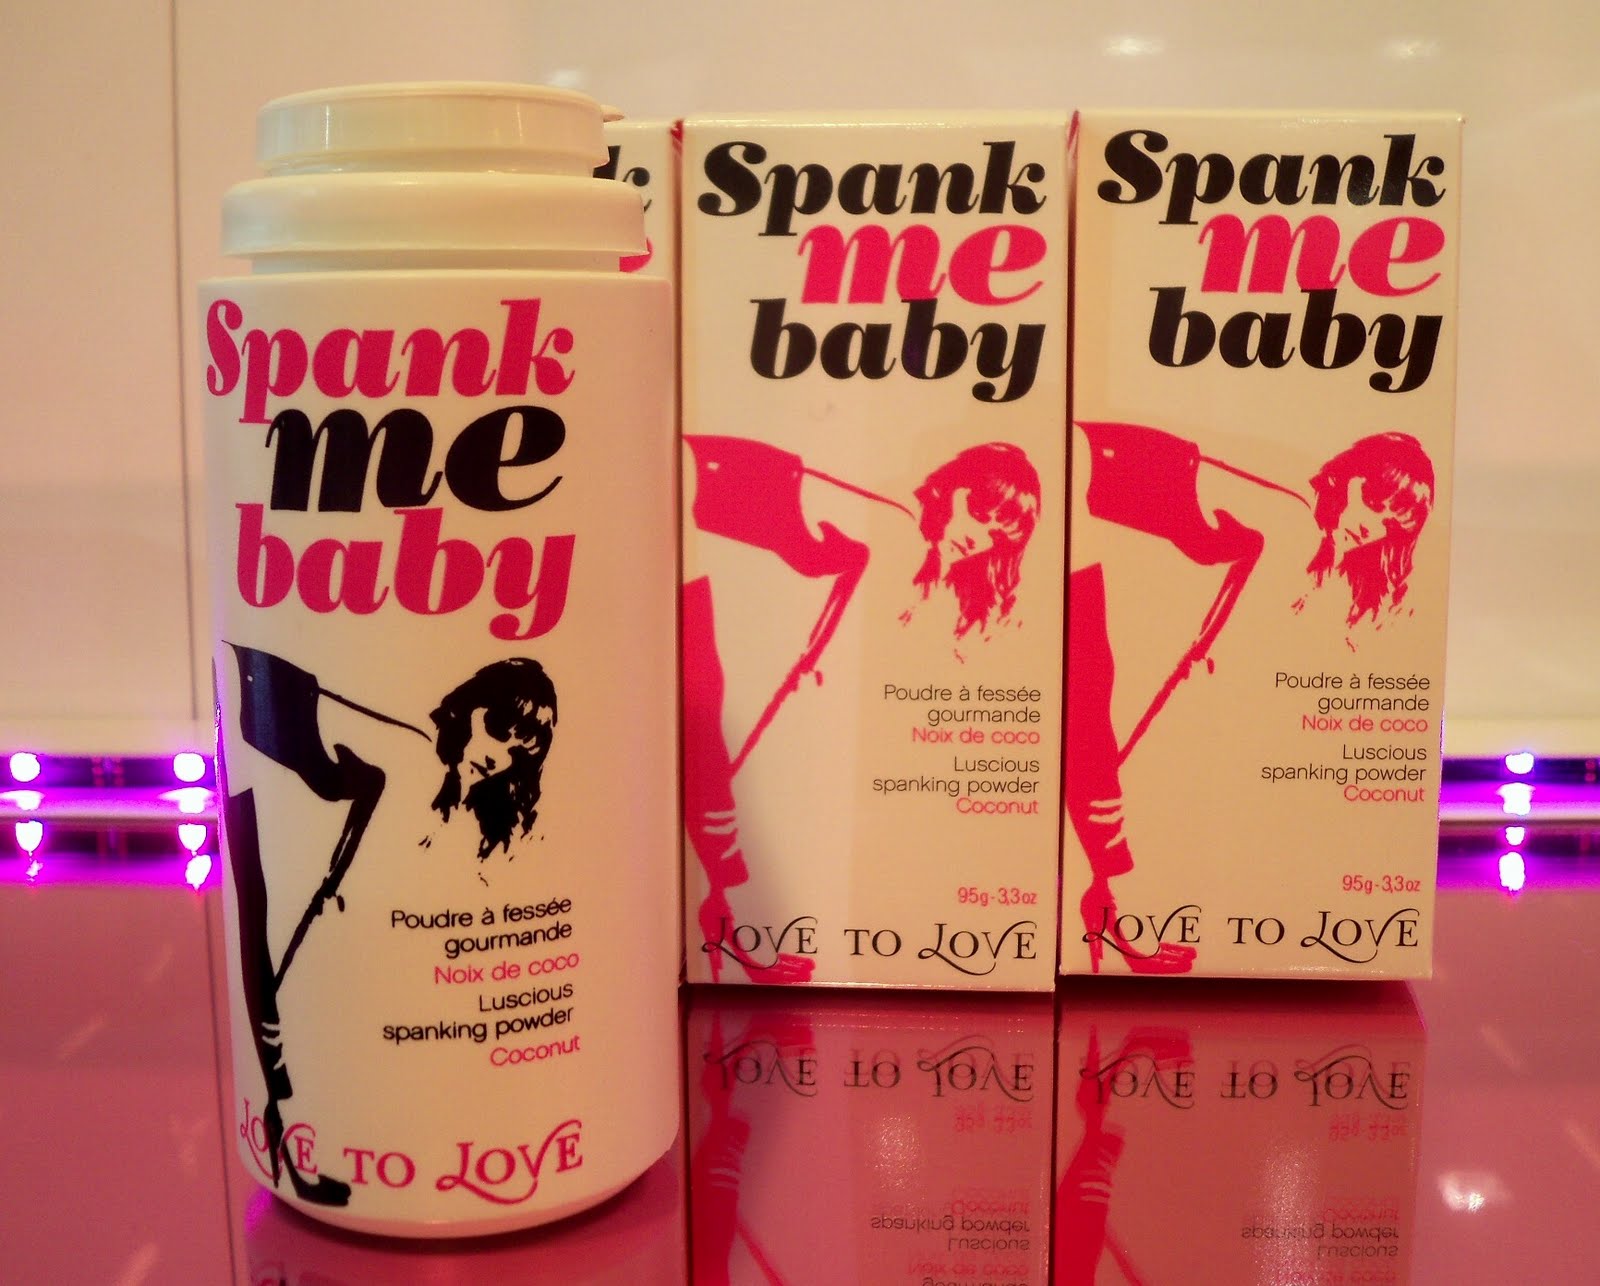 Spank
me
baby
Poudre à fessée
gourmande
Noix de coco
Luscious
spanking powder
Coconut
LOVE TO LOVE
k
e
Spank
me
baby
Poudre à fessée
gourmande
Noix de coco
Luscious
spanking powder
Coconut
95g-3,3oz
LOVE TO LOVE
Spank
me
baby
Poudre à fessée
gourmande
Noix de coco
Luscious
spanking powder
Coconut
95g-3,3oz
LOVE TO LOVE